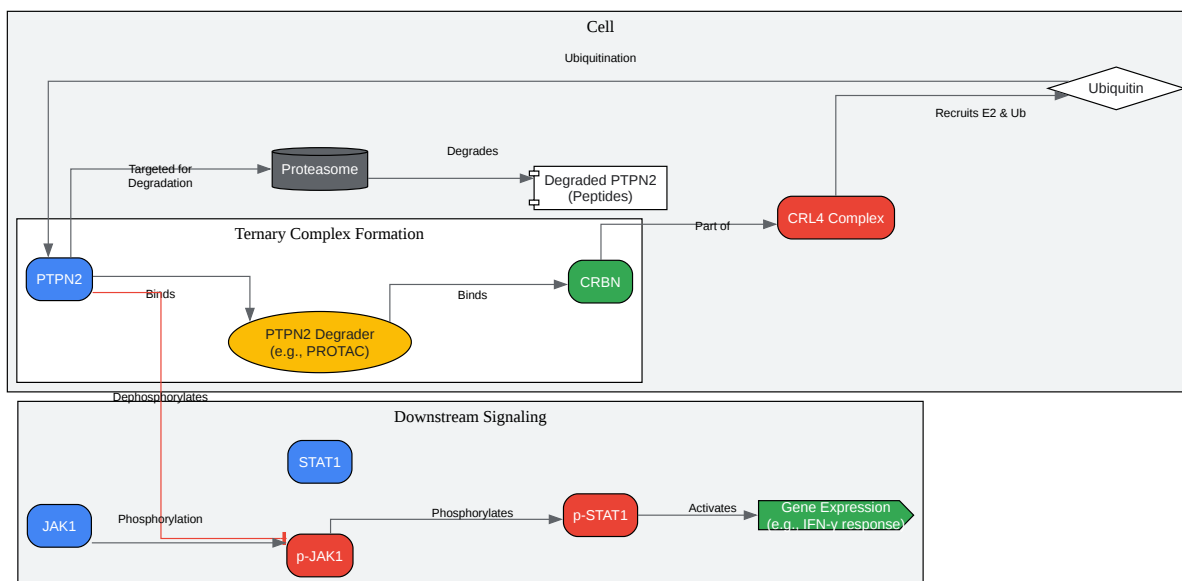 Cell
Ubiquitination
Ubiquitin
Recruits E2 & Ub
Degrades
Targeted for
Degradation
Proteasome
Degraded PTPN2
(Peptides)
CRL4 Complex
Part of
Ternary Complex Formation
PTPN2
CRBN
Binds
Binds
PTPN2 Degrader
(e.g., PROTAC)
Dephosphorylates
Downstream Signaling
STAT1
JAK1
Phosphorylation
p-JAK1
Phosphorylates
p-STAT1
Activates
Gene Expression
(e.g., IFN-γ response)